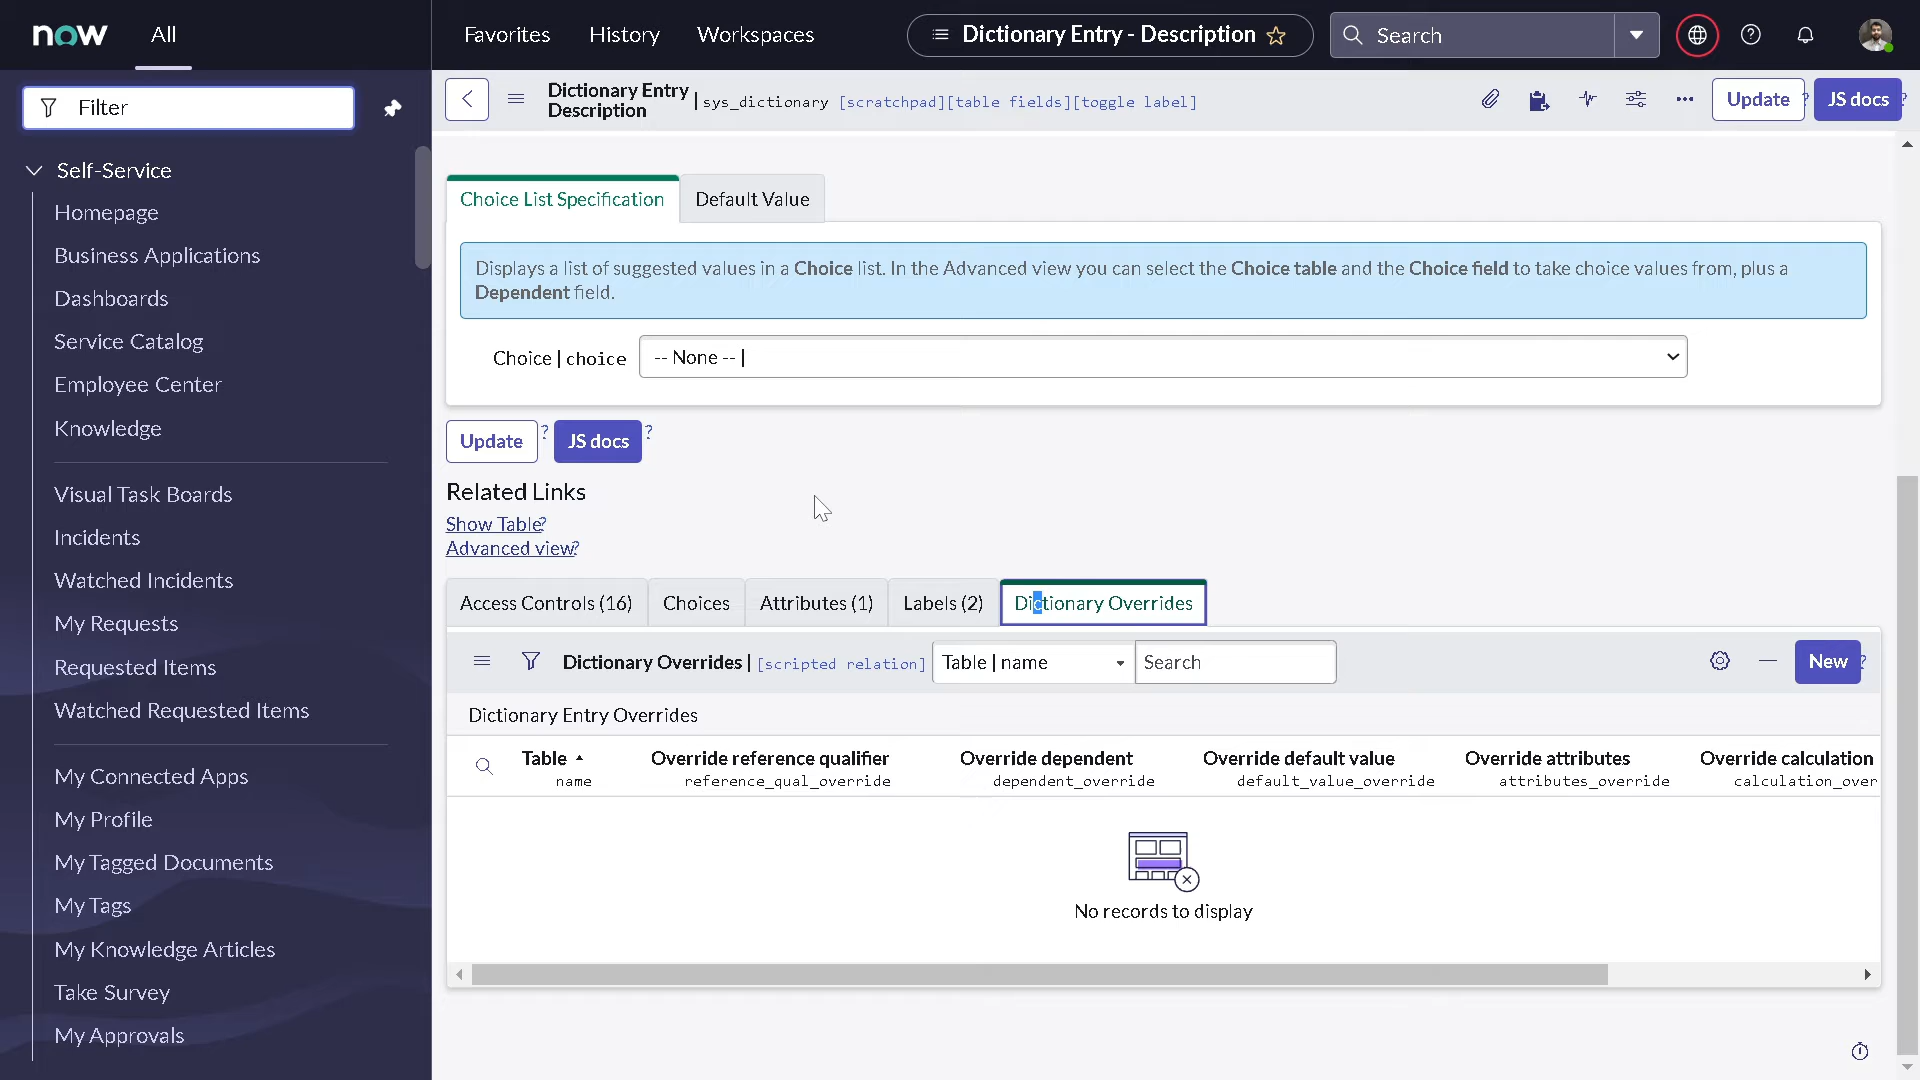 now
All
Favorites
History
Workspaces
Dictionary Entry - Description
Search
Filter
Dictionary Entry
Description
| sys_dictionary [scratchpad][table fields][toggle label]
Update ?
JS docs ?
Self-Service
Homepage
Business Applications
Dashboards
Service Catalog
Employee Center
Knowledge
Visual Task Boards
Incidents
Watched Incidents
My Requests
Requested Items
Watched Requested Items
My Connected Apps
My Profile
My Tagged Documents
My Tags
My Knowledge Articles
Take Survey
My Approvals
Choice List Specification
Default Value
Displays a list of suggested values in a Choice list. In the Advanced view you can select the Choice table and the Choice field to take choice values from, plus a
Dependent field.
Choice | choice
-- None -- |
Update ?
JS docs ?
Related Links
Show Table?
Advanced view?
Access Controls (16)
Choices
Attributes (1)
Labels (2)
Dictionary Overrides
Dictionary Overrides | [scripted relation]
Table | name
Search
New ?
Dictionary Entry Overrides
Table
name
Override reference qualifier
reference_qual_override
Override dependent
dependent_override
Override default value
default_value_override
Override attributes
attributes_override
Override calculation
calculation_over
No records to display